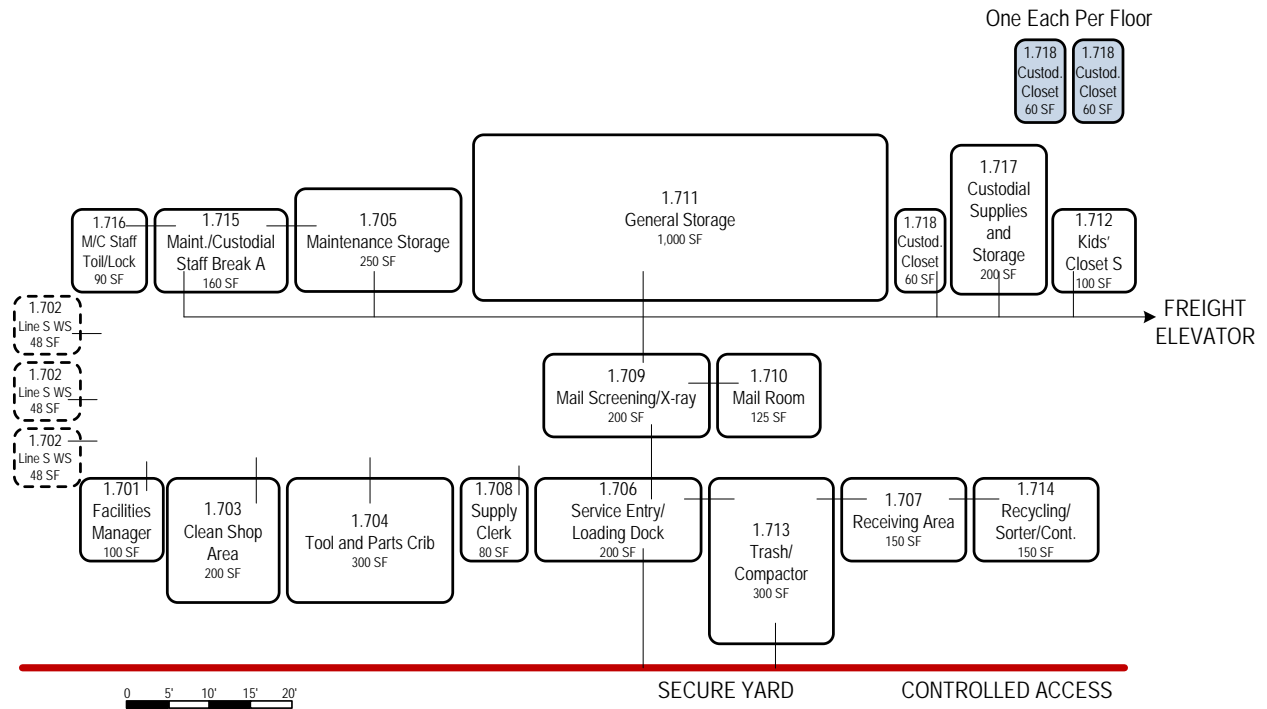 One Each Per Floor
1.718
Custod.
Closet
60 SF
1.718
Custod.
Closet
60 SF
1.716
M/C Staff
Toil/Lock
90 SF
1.715
Maint./Custodial
Staff Break A
160 SF
1.705
Maintenance Storage
250 SF
1.711
General Storage
1,000 SF
1.718
Custod.
Closet
60 SF
1.717
Custodial
Supplies
and
Storage
200 SF
1.712
Kids'
Closet S
100 SF
FREIGHT
ELEVATOR
1.702
Line S WS
48 SF
1.702
Line S WS
48 SF
1.702
Line S WS
48 SF
1.709
Mail Screening/X-ray
200 SF
1.710
Mail Room
125 SF
1.701
Facilities
Manager
100 SF
1.703
Clean Shop
Area
200 SF
1.704
Tool and Parts Crib
300 SF
1.708
Supply
Clerk
80 SF
1.706
Service Entry/
Loading Dock
200 SF
1.713
Trash/
Compactor
300 SF
1.707
Receiving Area
150 SF
1.714
Recycling/
Sorter/Cont.
150 SF
SECURE YARD
CONTROLLED ACCESS
0 5' 10' 15' 20'